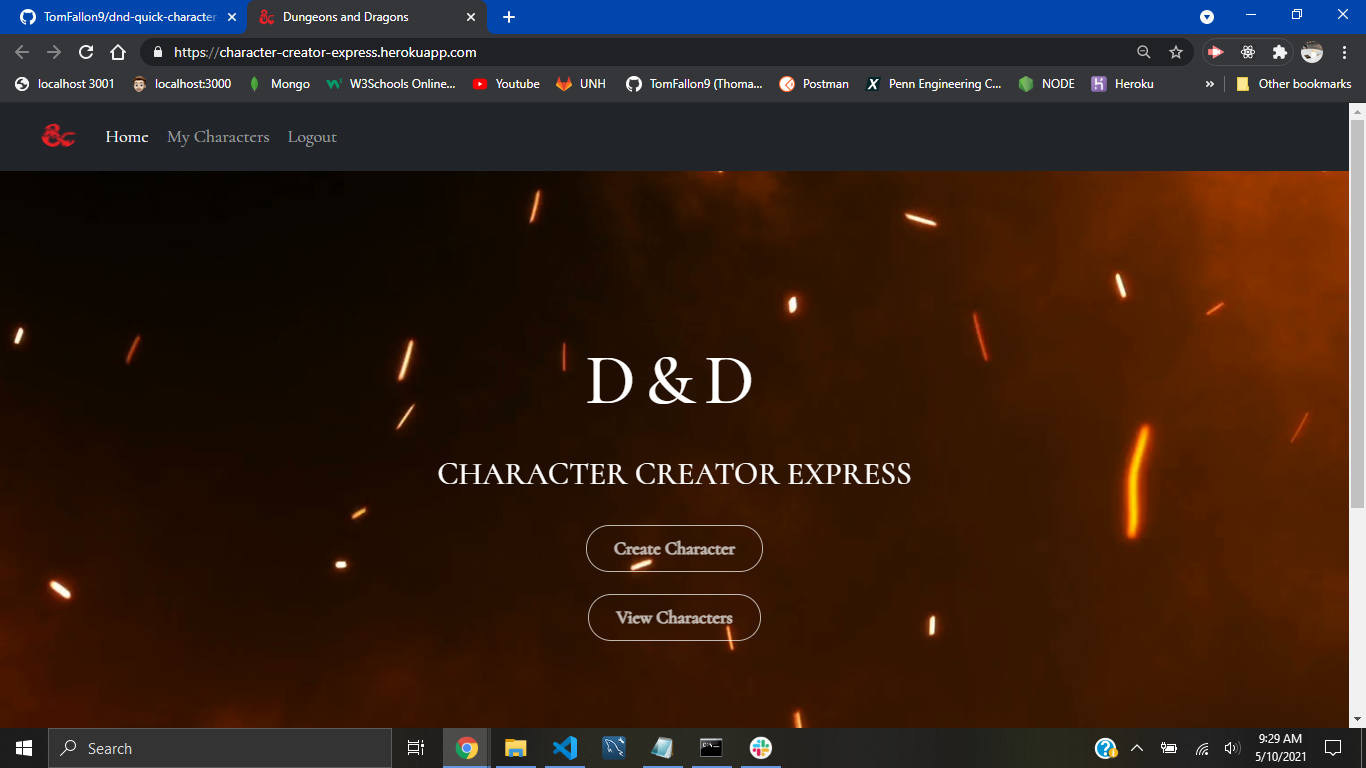 TomFallon9/dnd-quick-character
Dungeons and Dragons
https://character-creator-express.herokuapp.com
localhost 3001
localhost:3000
Mongo
W3Schools Online...
Youtube
UNH
TomFallon9 (Thoma...
Postman
Penn Engineering C...
NODE
Heroku
»
Other bookmarks
&c
Home
My Characters
Logout
D & D
CHARACTER CREATOR EXPRESS
Create Character
View Characters
Search
9:29 AM
5/10/2021